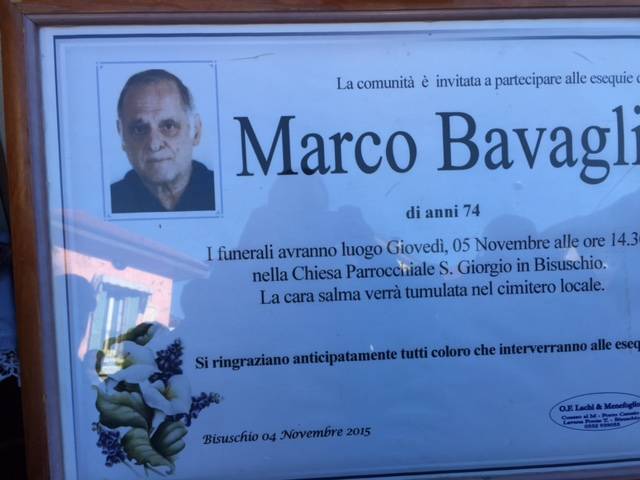 La comunità è invitata a partecipare alle esequie d
Marco Bavagli
di anni 74
I funerali avranno luogo Giovedì, 05 Novembre alle ore 14.3
nella Chiesa Parrocchiale S. Giorgio in Bisuschio.
La cara salma verrà tumulata nel cimitero locale.
Si ringraziano anticipatamente tutti coloro che interverranno alle eseq
O.F. Lachi & Menefoglio
Bisuschio 04 Novembre 2015